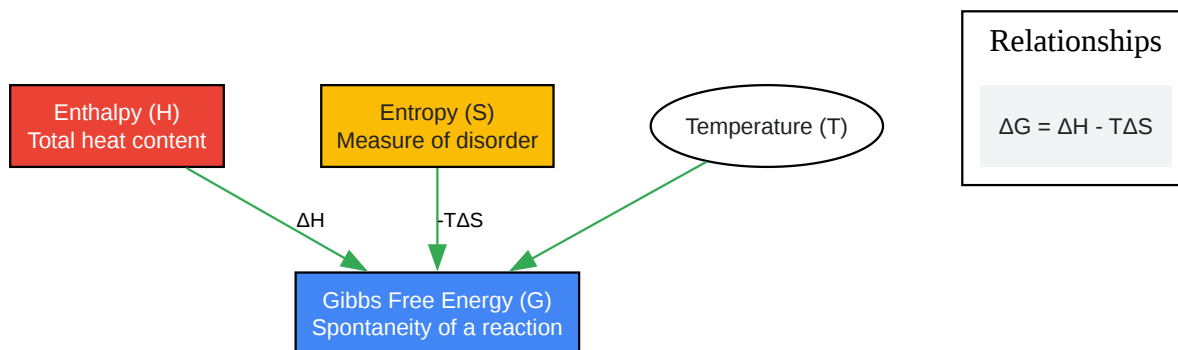 Relationships
Enthalpy (H)
Total heat content
Entropy (S)
Measure of disorder
Temperature (T)
ΔG = ΔH - TΔS
ΔH
-TΔS
Gibbs Free Energy (G)
Spontaneity of a reaction